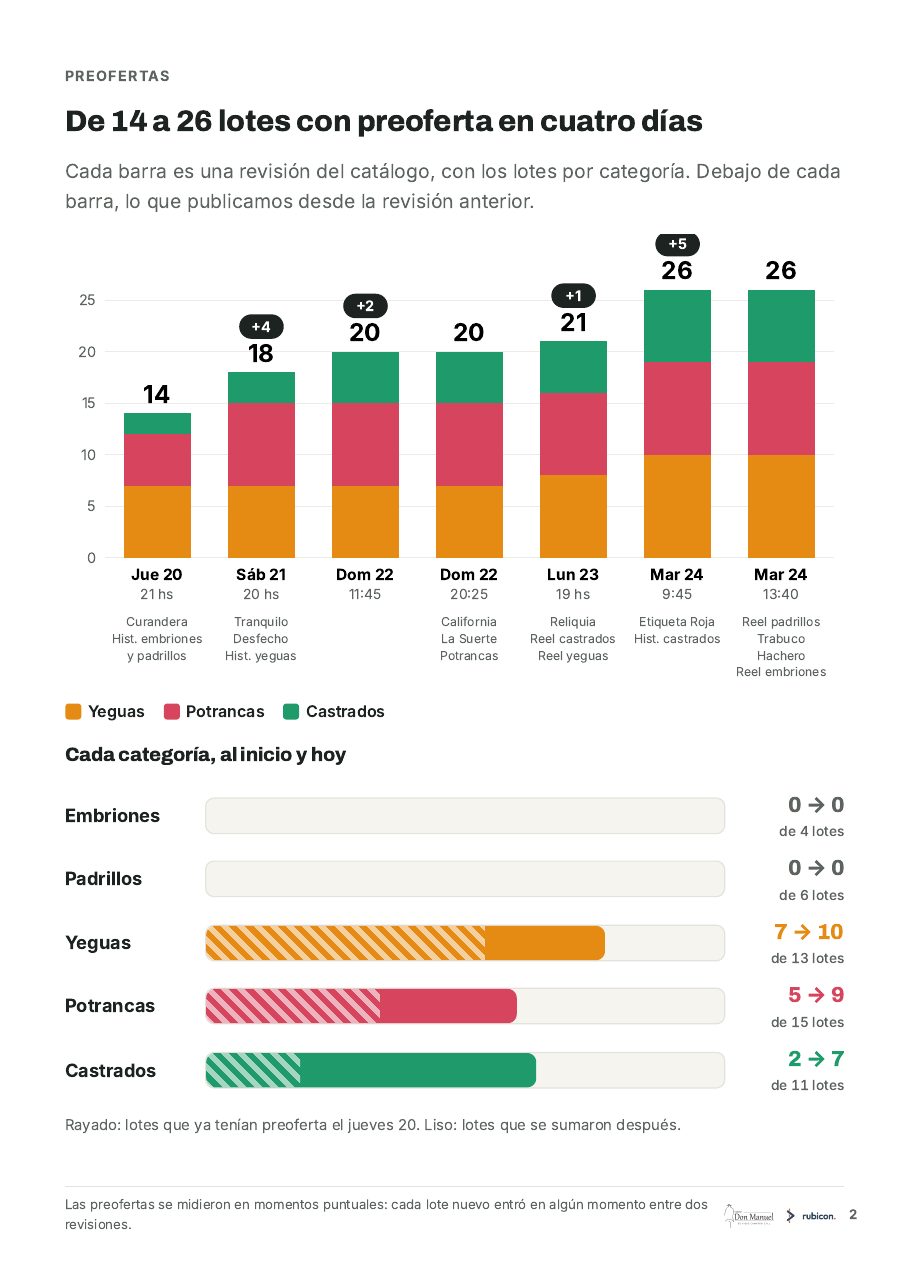 PREOFERTAS
De 14 a 26 lotes con preoferta en cuatro días
Cada barra es una revisión del catálogo, con los lotes por categoría. Debajo de cada
barra, lo que publicamos desde la revisión anterior.
+4
+2
+1
+5
14
18
20
20
21
26
26
25
20
15
10
5
0
Jue 20
21 hs
Curandera
Hist. embriones
y padrillos
Sáb 21
20 hs
Tranquilo
Desfecho
Hist. yeguas
Dom 22
11:45
Dom 22
20:25
California
La Suerte
Potrancas
Lun 23
19 hs
Reliquia
Reel castrados
Reel yeguas
Mar 24
9:45
Etiqueta Roja
Hist. castrados
Mar 24
13:40
Reel padrillos
Trabuco
Hachero
Reel embriones
Yeguas
Potrancas
Castrados
Cada categoría, al inicio y hoy
Embriones
0 → 0
de 4 lotes
Padrillos
0 → 0
de 6 lotes
Yeguas
7 → 10
de 13 lotes
Potrancas
5 → 9
de 15 lotes
Castrados
2 → 7
de 11 lotes
Rayado: lotes que ya tenían preoferta el jueves 20. Liso: lotes que se sumaron después.
Las preofertas se midieron en momentos puntuales: cada lote nuevo entró en algún momento entre dos
revisiones.
Don Manuel
rubicon.
2